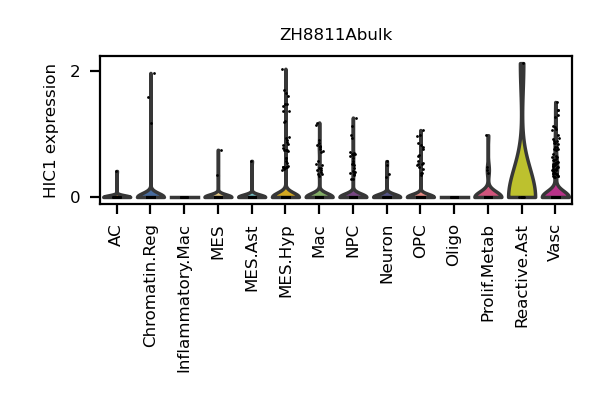 ZH8811Abulk
HIC1 expression
2
0
AC
Chromatin.Reg
Inflammatory.Mac
MES
MES.Ast
MES.Hyp
Mac
NPC
Neuron
OPC
Oligo
Prolif.Metab
Reactive.Ast
Vasc